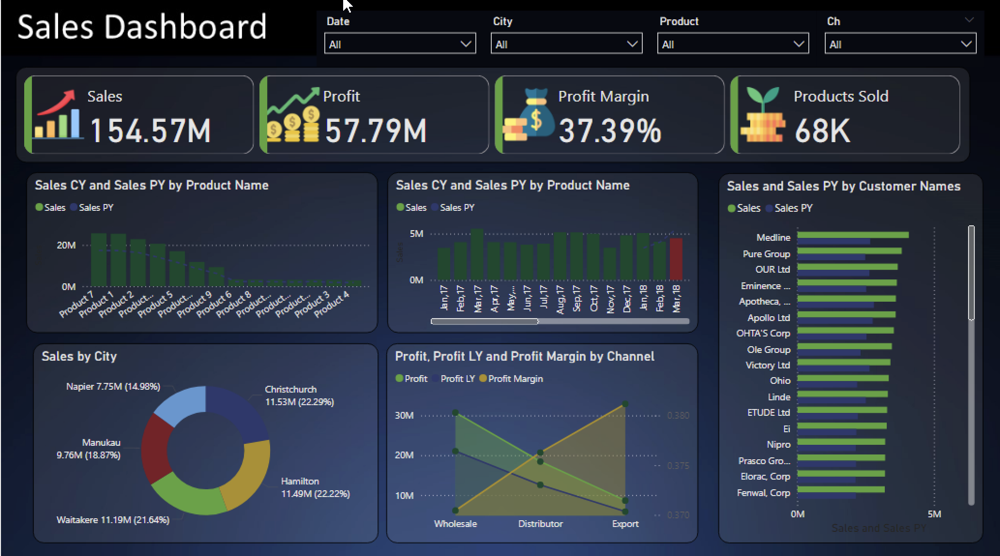 Sales Dashboard
Date
City
Product
Ch
All
All
All
All
Sales
154.57M
Profit
57.79M
Profit Margin
37.39%
Products Sold
68K
Sales CY and Sales PY by Product Name
Sales
Sales PY
20M
0M
Product 7
Product 1
Product 2
Product...
Product 5
Product...
Product 9
Product 6
Product 8
Product...
Product...
Product...
Product 3
Product 4
Sales CY and Sales PY by Product Name
Sales
Sales PY
Sales
5M
0M
Jan,17
Feb,17
Mar,17
Apr,17
May,...
Jun,17
Jul,17
Aug,17
Sep,17
Oct,17
Nov,17
Dec,17
Jan,18
Feb,18
Mar,18
Sales and Sales PY by Customer Names
Sales
Sales PY
Medline
Pure Group
OUR Ltd
Eminence ...
Apotheca, ...
Apollo Ltd
OHTA'S Corp
Ole Group
Victory Ltd
Ohio
Linde
ETUDE Ltd
Ei
Nipro
Prasco Gro...
Elorac, Corp
Fenwal, Corp
0M
5M
Sales and Sales PY
Sales by City
Napier 7.75M (14.98%)
Christchurch
11.53M (22.29%)
Manukau
9.76M (18.87%)
Hamilton
11.49M (22.22%)
Waitakere 11.19M (21.64%)
Profit, Profit LY and Profit Margin by Channel
Profit
Profit LY
Profit Margin
30M
20M
10M
0.380
0.375
0.370
Wholesale
Distributor
Export